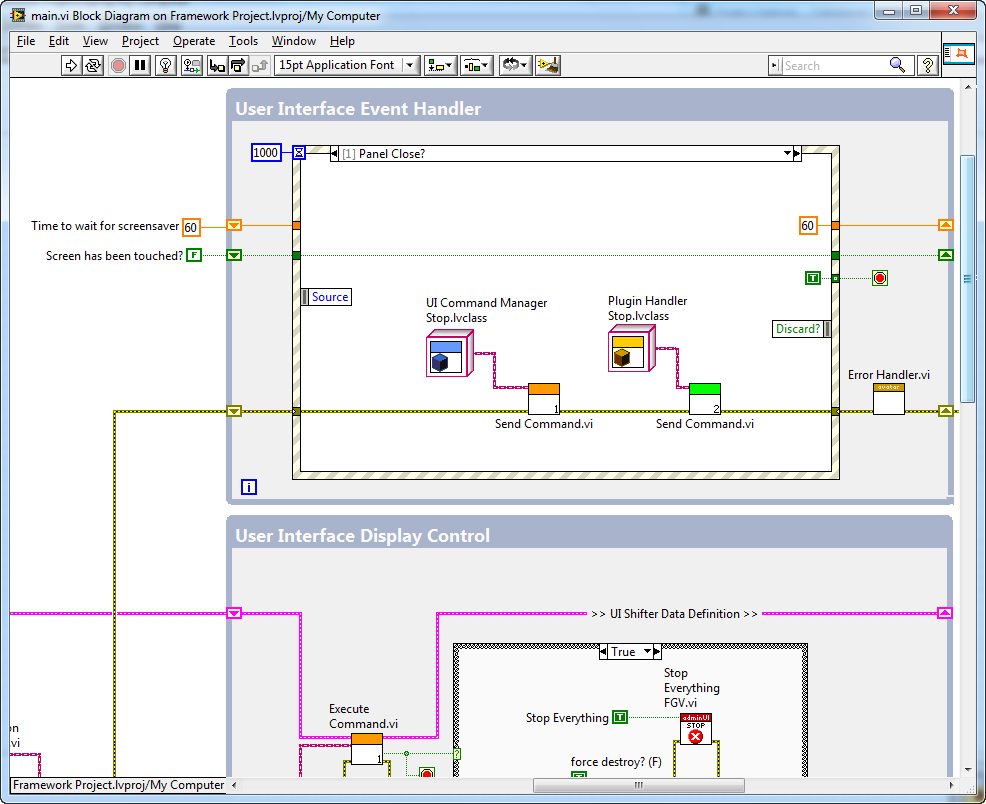 main.vi Block Diagram on Framework Project.lvproj/My Computer
File Edit View Project Operate Tools Window Help
15pt Application Font
Search
?
User Interface Event Handler
1000
[1] Panel Close?
Time to wait for screensaver 60
60
Screen has been touched? F
T
Source
UI Command Manager
Stop.lvclass
Plugin Handler
Stop.lvclass
Discard?
Error Handler.vi
avatar
1
2
Send Command.vi
Send Command.vi
i
User Interface Display Control
>> UI Shifter Data Definition >>
True
Stop
Everything
FGV.vi
Execute
Command.vi
Stop Everything T
adminUI
STOP
on
.vi
1
?
force destroy? (F)
Framework Project.lvproj/My Computer